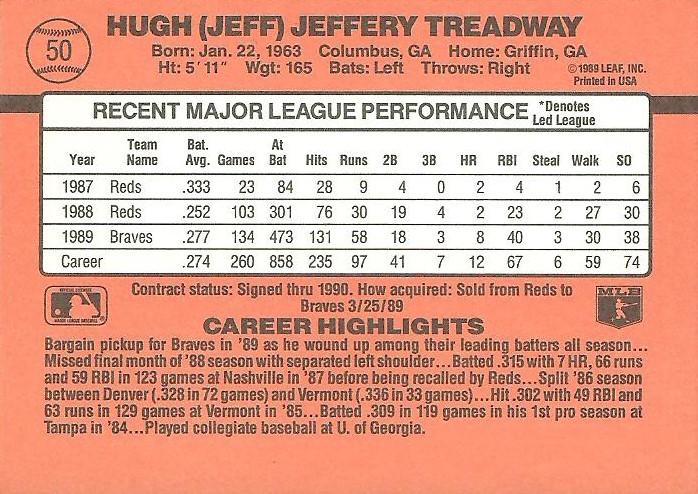 50
HUGH (JEFF) JEFFERY TREADWAY
Born: Jan. 22, 1963 Columbus, GA Home: Griffin, GA
Ht: 5' 11" Wgt: 165 Bats: Left Throws: Right
©1989 LEAF, INC.
Printed in USA
RECENT MAJOR LEAGUE PERFORMANCE *Denotes Led League
Year Team Name Bat. Avg. Games At Bat Hits Runs 2B 3B HR RBI Steal Walk SO
1987 Reds .333 23 84 28 9 4 0 2 4 1 2 6
1988 Reds .252 103 301 76 30 19 4 2 23 2 27 30
1989 Braves .277 134 473 131 58 18 3 8 40 3 30 38
Career .274 260 858 235 97 41 7 12 67 6 59 74
Contract status: Signed thru 1990. How acquired: Sold from Reds to
Braves 3/25/89
MLB
CAREER HIGHLIGHTS
Bargain pickup for Braves in '89 as he wound up among their leading batters all season...
Missed final month of '88 season with separated left shoulder...Batted .315 with 7 HR, 66 runs
and 59 RBI in 123 games at Nashville in '87 before being recalled by Reds...Split '86 season
between Denver (.328 in 72 games) and Vermont (.336 in 33 games)...Hit .302 with 49 RBI and
63 runs in 129 games at Vermont in '85...Batted .309 in 119 games in his 1st pro season at
Tampa in '84...Played collegiate baseball at U. of Georgia.